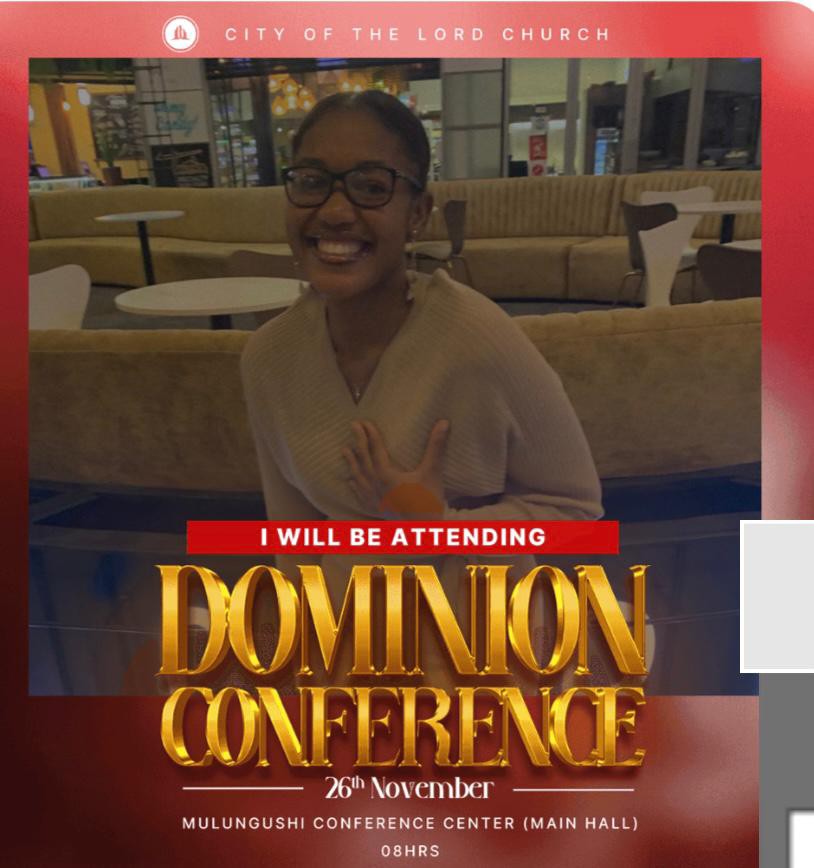 CITY OF THE LORD CHURCH
I WILL BE ATTENDING
DOMINION
CONFERENCE
26th November
MULUNGUSHI CONFERENCE CENTER (MAIN HALL)
08HRS